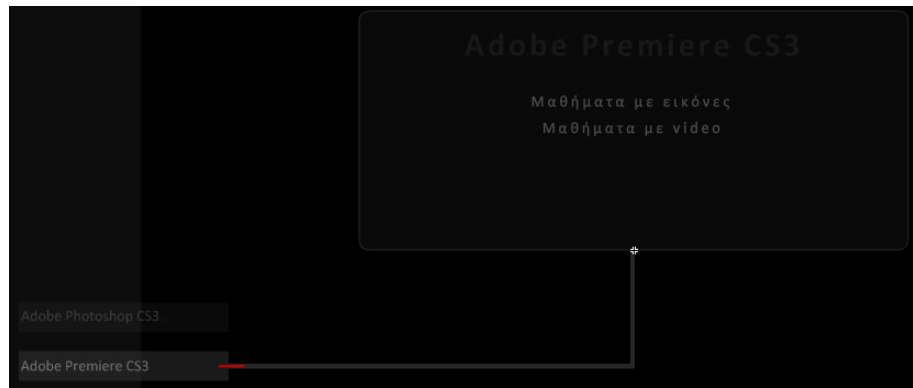 Adobe Premiere CS3
Μαθήματα με εικόνες
Μαθήματα με video
Adobe Photoshop CS3
Adobe Premiere CS3